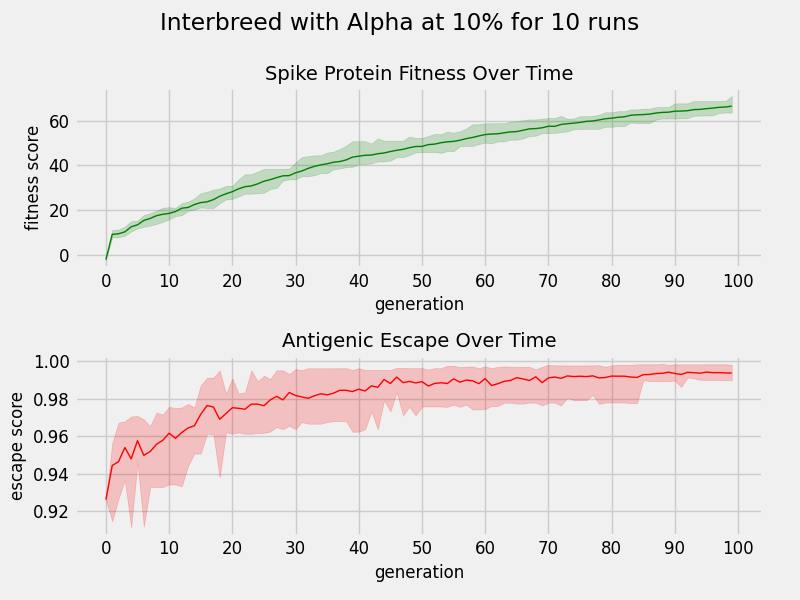 Interbreed with Alpha at 10% for 10 runs
Spike Protein Fitness Over Time
fitness score
60
40
20
0
0 10 20 30 40 50 60 70 80 90 100
generation
Antigenic Escape Over Time
escape score
1.00
0.98
0.96
0.94
0.92
0 10 20 30 40 50 60 70 80 90 100
generation